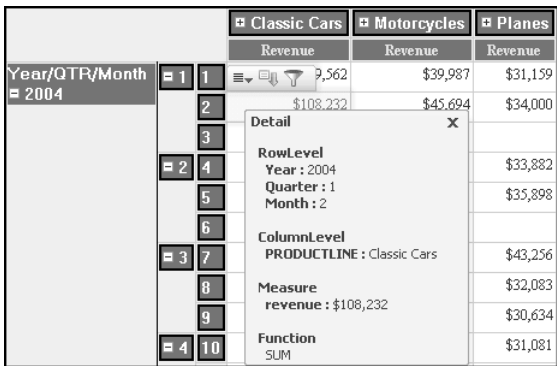 Classic Cars Motorcycles Planes
Revenue Revenue Revenue
Year/QTR/Month 1 1 9,562 $39,987 $31,159
2004 2 $108,232 $45,694 $34,000
3
2 4 $33,882
5 $35,898
6
3 7 $43,256
8 $32,083
9 $30,634
4 10 $31,081
Detail x
RowLevel
Year : 2004
Quarter : 1
Month : 2
ColumnLevel
PRODUCTLINE : Classic Cars
Measure
revenue : $108,232
Function
SUM